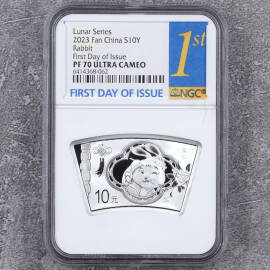 Lunar Series
2023 Fan China S10Y
Rabbit
First Day of Issue
PF 70 ULTRA CAMEO
6414368-062
1st
NGC
FIRST DAY OF ISSUE
10元